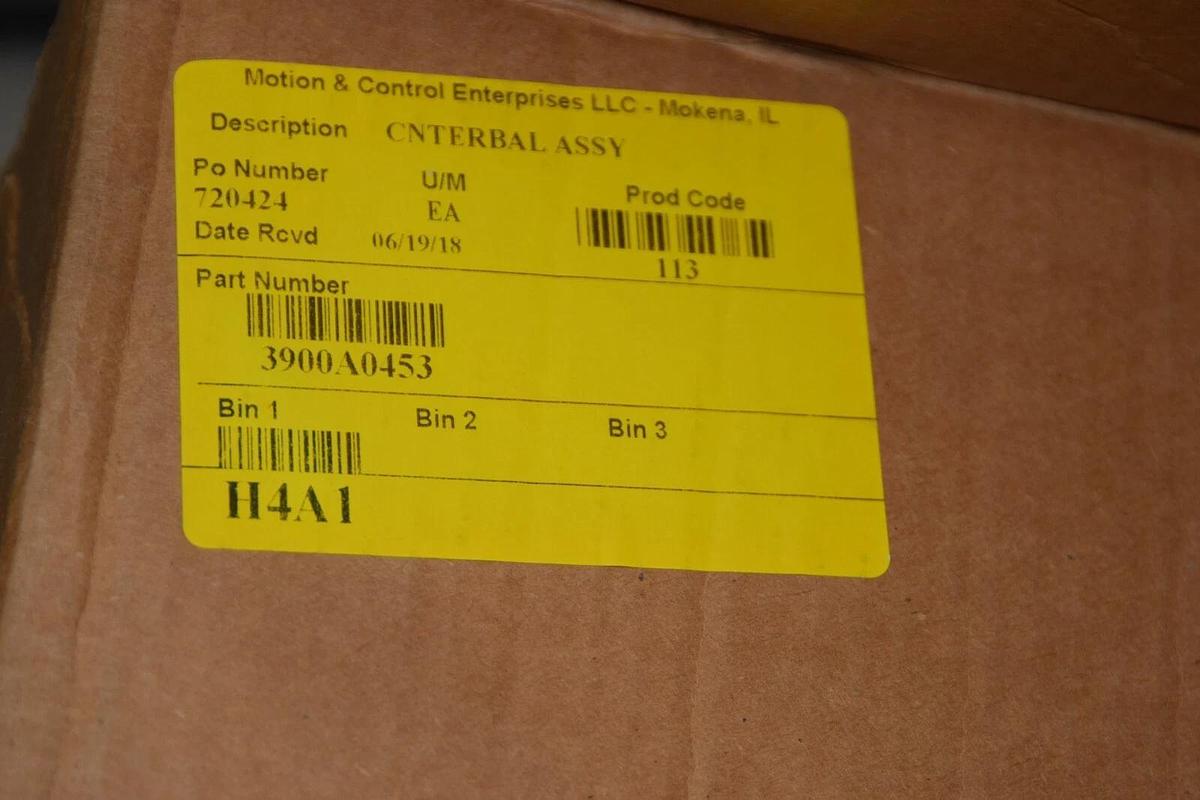 Motion & Control Enterprises LLC - Mokena, IL
Description CNTERBAL ASSY
Po Number U/M Prod Code
720424 EA
Date Rcvd 06/19/18
113
Part Number
3900A0453
Bin 1 Bin 2 Bin 3
H4A1